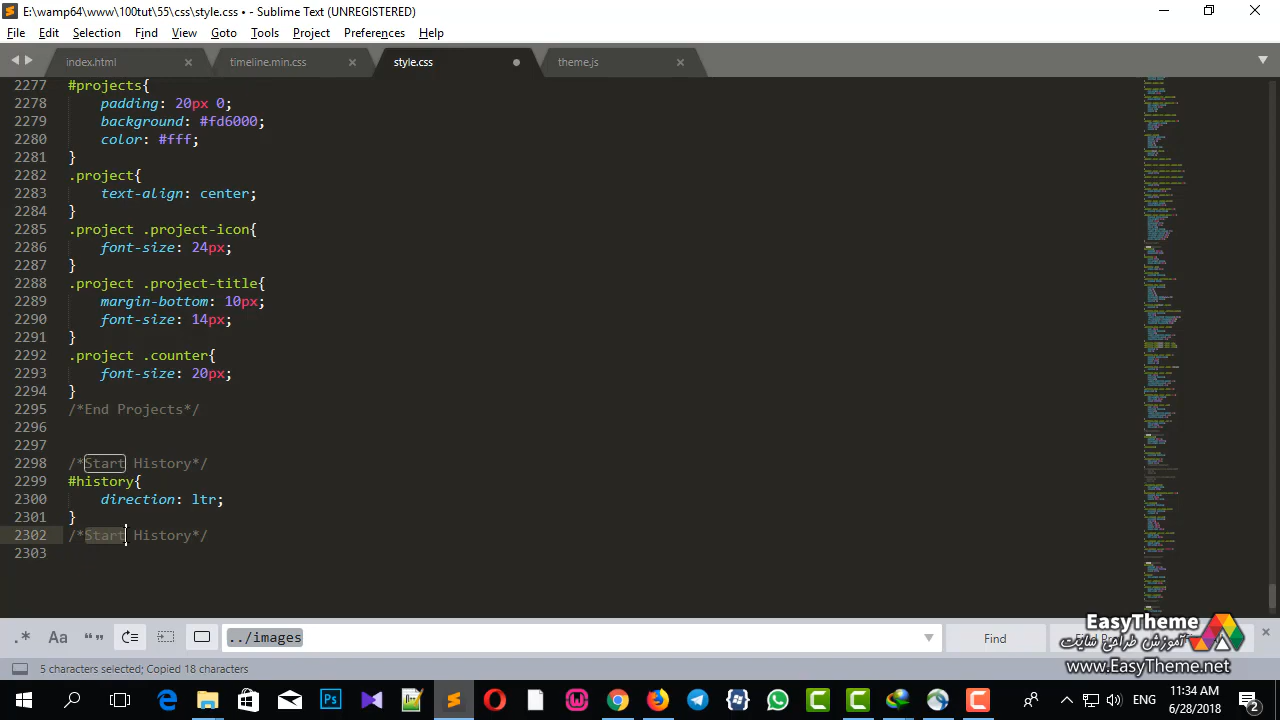 E:\wamp64\www\100tut\55\css\style.css • - Sublime Text (UNREGISTERED)
File Edit Selection Find View Goto Tools Project Preferences Help
index.html timeline.min.css style.css theme.js
2277 #projects{
2278 padding: 20px 0;
2279 background: #fd6000;
2280 color: #fff;
2281 }
2282 .project{
2283 text-align: center;
2284 }
2285 .project .project-icon{
2286 font-size: 24px;
2287 }
2288 .project .project-title{
2289 margin-bottom: 10px;
2290 font-size: 14px;
2291 }
2292 .project .counter{
2293 font-size: 20px;
2294 }
2295 /*End Projects*/
2296
2297
2298 /*Start History*/
2299 #history{
2300 direction: ltr;
2301 }
2302 /*Start History*/
2303
.* Aa “” ../images Find
EasyTheme
آموزش طراحی سایت
www.EasyTheme.net
5 characters selected; Copied 18 characters
ENG
11:34 AM
6/28/2018
2